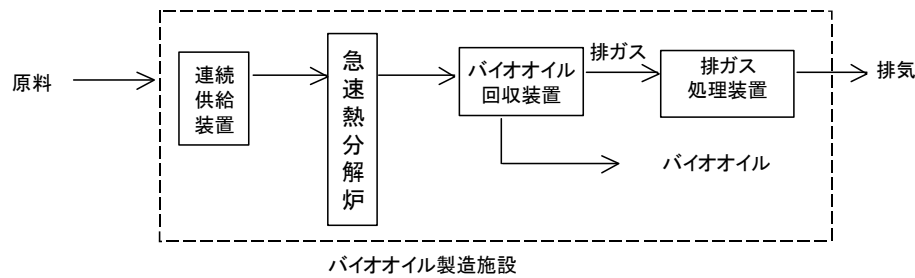 原料
連続
供給
装置
急
速
熱
分
解
炉
バイオオイル
回収装置
排ガス
排ガス
処理装置
排気
バイオオイル
バイオオイル製造施設